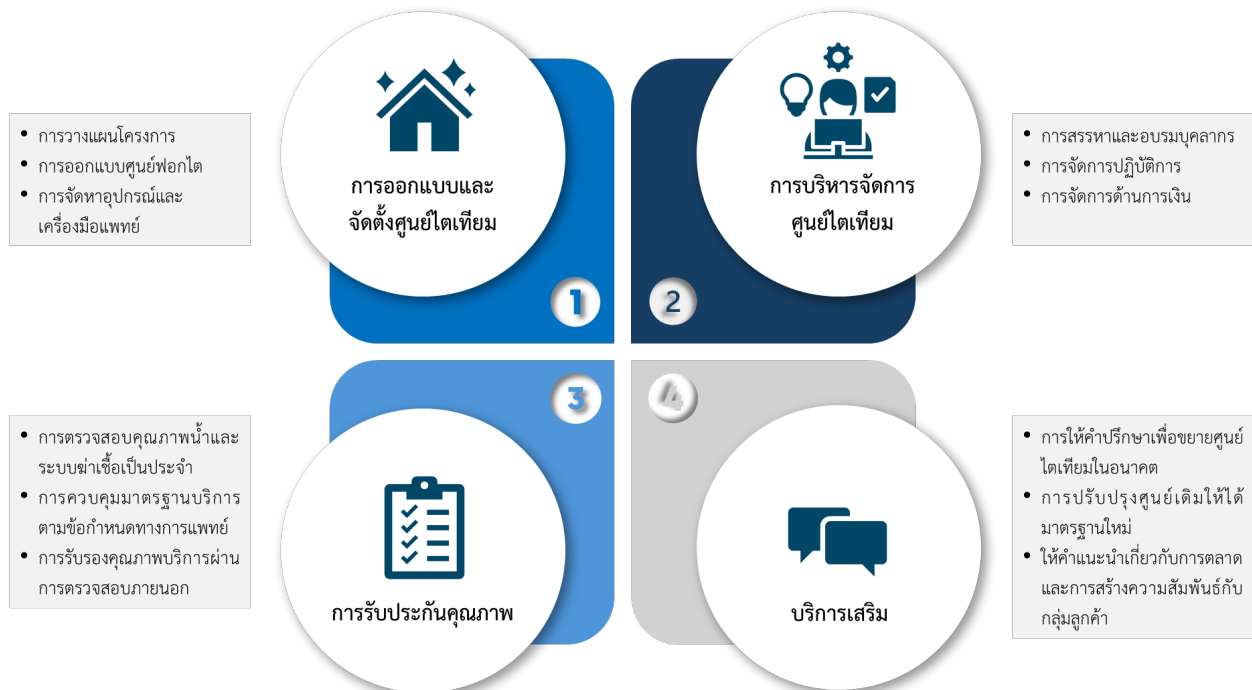 • การวางแผนโครงการ
• การออกแบบศูนย์ฟอกไต
• การจัดหาอุปกรณ์และ
เครื่องมือแพทย์
การออกแบบและ
จัดตั้งศูนย์ไตเทียม
1
การบริหารจัดการ
ศูนย์ไตเทียม
2
• การสรรหาและอบรมบุคลากร
• การจัดการปฏิบัติการ
• การจัดการด้านการเงิน
• การตรวจสอบคุณภาพน้ำและ
ระบบฆ่าเชื้อเป็นประจำ
• การควบคุมมาตรฐานบริการ
ตามข้อกำหนดทางการแพทย์
• การรับรองคุณภาพบริการผ่าน
การตรวจสอบภายนอก
3
การรับประกันคุณภาพ
4
บริการเสริม
• การให้คำปรึกษาเพื่อขยายศูนย์
ไตเทียมในอนาคต
• การปรับปรุงศูนย์เดิมให้ได้
มาตรฐานใหม่
• ให้คำแนะนำเกี่ยวกับการตลาด
และการสร้างความสัมพันธ์กับ
กลุ่มลูกค้า